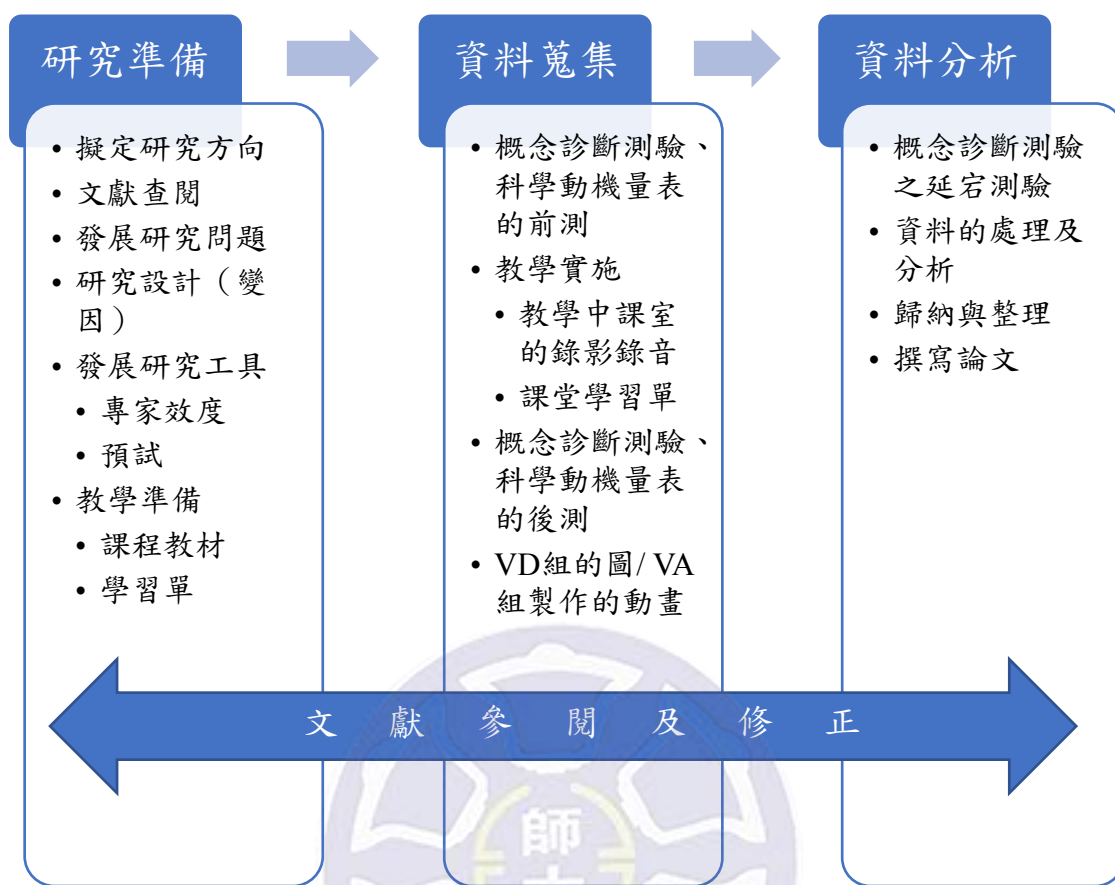 研究準備
• 擬定研究方向
• 文獻查閱
• 發展研究問題
• 研究設計（變
因）
• 發展研究工具
• 專家效度
• 預試
• 教學準備
• 課程教材
• 學習單
資料蒐集
• 概念診斷測驗、
科學動機量表
的前測
• 教學實施
• 教學中課室
的錄影錄音
• 課堂學習單
• 概念診斷測驗、
科學動機量表
的後測
• VD組的圖/ VA
組製作的動畫
資料分析
• 概念診斷測驗
之延宕測驗
• 資料的處理及
分析
• 歸納與整理
• 撰寫論文
文獻參閱及修正
師